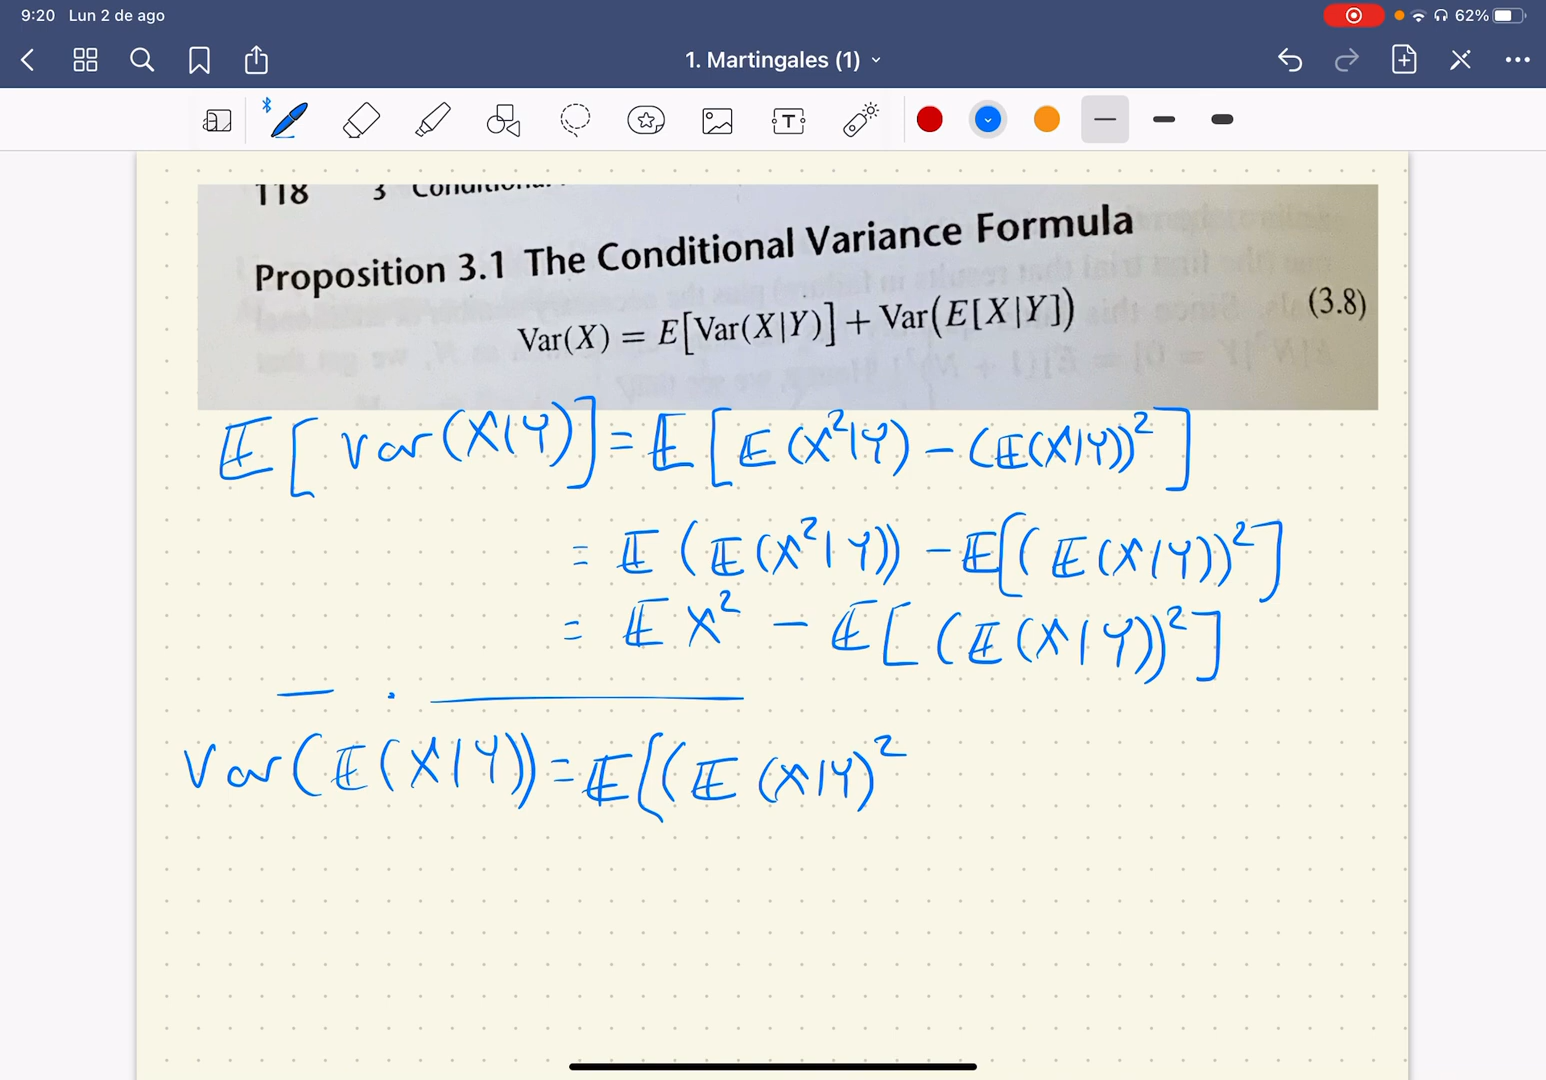 9:20 Lun 2 de ago 62%
1. Martingales (1)
118 3
Proposition 3.1 The Conditional Variance Formula
Var(X) = E[Var(X|Y)] + Var(E[X|Y]) (3.8)
𝔼[var(X|Y)] = 𝔼[𝔼(X²|Y) − (𝔼(X|Y))²]
= 𝔼(𝔼(X²|Y)) − 𝔼[(𝔼(X|Y))²]
= 𝔼X² − 𝔼[(𝔼(X|Y))²]
Var(𝔼(X|Y)) = 𝔼[(𝔼(X|Y)²